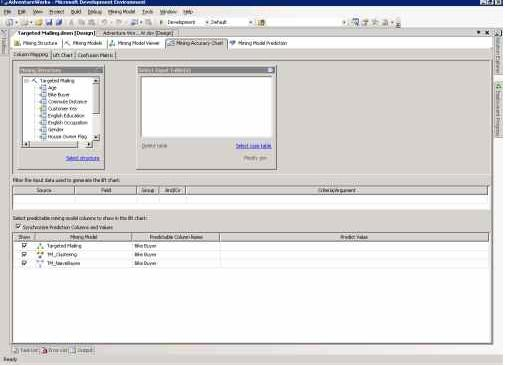 AdventureWorks - Microsoft Development Environment
File Edit View Project Build Debug Mining Model Tools Window Help
Development Default
Targeted Mailing.dmm [Design] Adventure Wor...W.dsv [Design]
Mining Structure Mining Models Mining Model Viewer Mining Accuracy Chart Mining Model Prediction
Column Mapping Lift Chart Confusion Matrix
Mining Structure Select Input Table(s)
Targeted Mailing
Age
Bike Buyer
Commute Distance
Customer Key
English Education
English Occupation
Gender
House Owner Flag
Select structure
Delete table Select case table
Modify join
Filter the input data used to generate the lift chart:
Source Field Group And/Or Criteria/Argument
Select predictable mining model columns to show in the lift chart:
Synchronize Prediction Columns and Values
Show Mining Model Predictable Column Name Predict Value
Targeted Mailing Bike Buyer
TM_Clustering Bike Buyer
TM_NaiveBayes Bike Buyer
Task List Error List Output
Ready
Toolbox
Solution Explorer
Deployment Progress